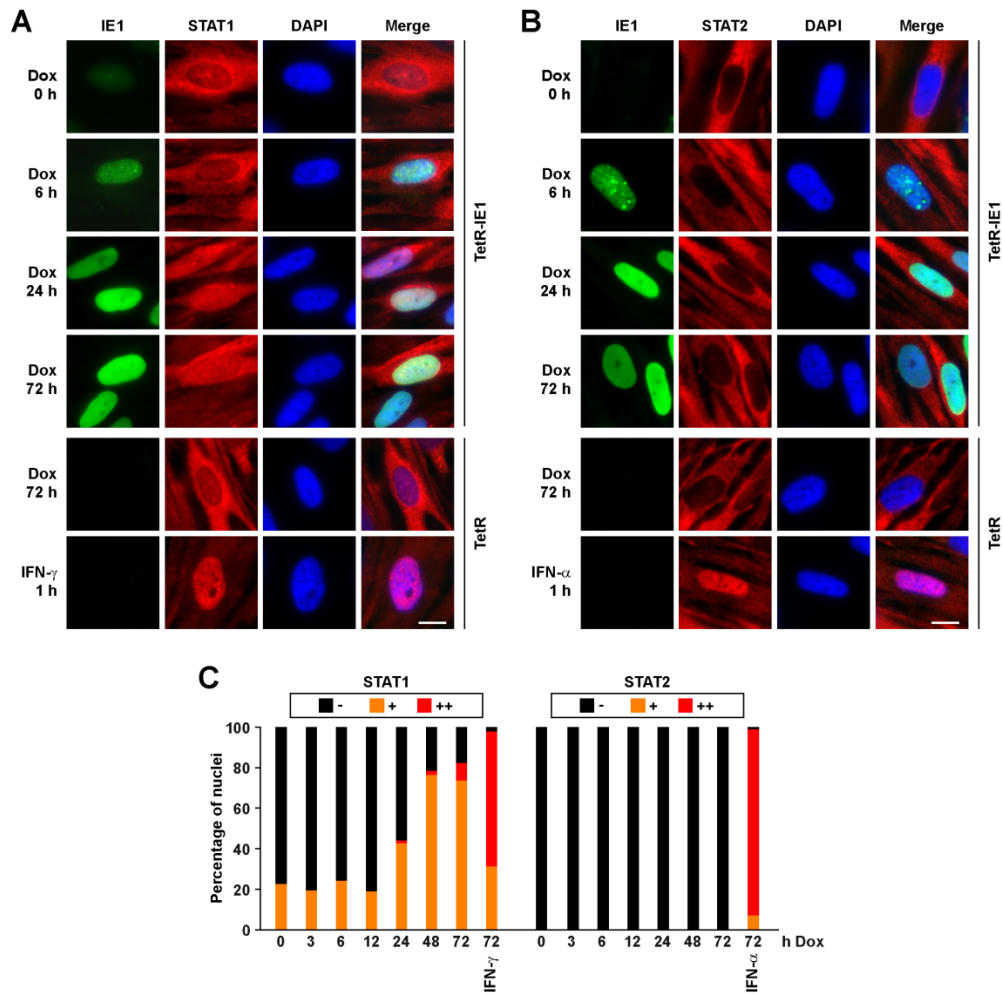 A
IE1 STAT1 DAPI Merge
Dox
0 h
Dox
6 h
Dox
24 h
Dox
72 h
TetR-IE1
Dox
72 h
IFN-γ
1 h
TetR
B
IE1 STAT2 DAPI Merge
Dox
0 h
Dox
6 h
Dox
24 h
Dox
72 h
TetR-IE1
Dox
72 h
IFN-α
1 h
TetR
C
STAT1
- + ++
STAT2
- + ++
Percentage of nuclei
100
80
60
40
20
0
0 3 6 12 24 48 72 72 0 3 6 12 24 48 72 72 h Dox
IFN-γ IFN-α